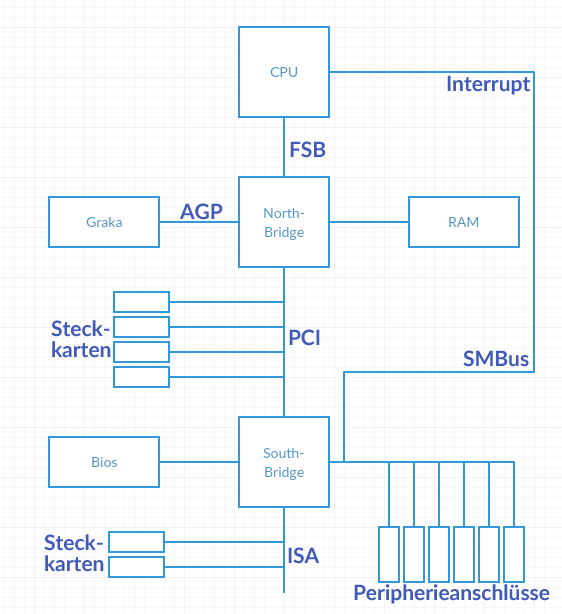 CPU
Interrupt
FSB
AGP
Graka
North-
Bridge
RAM
Steck-
karten
PCI
SMBus
Bios
South-
Bridge
Steck-
karten
ISA
Peripherieanschlüsse